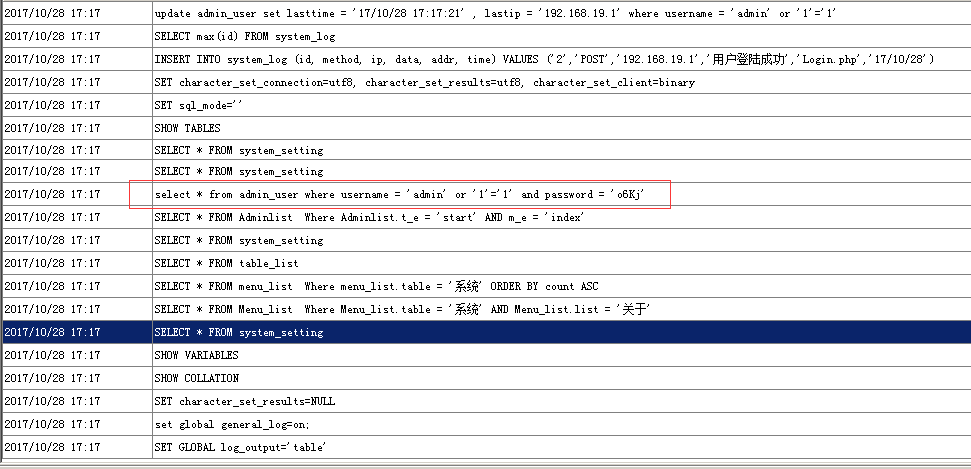 2017/10/28 17:17 update admin_user set lasttime = '17/10/28 17:17:21' , lastip = '192.168.19.1' where username = 'admin' or '1'='1'
2017/10/28 17:17 SELECT max(id) FROM system_log
2017/10/28 17:17 INSERT INTO system_log (id, method, ip, data, addr, time) VALUES ('2','POST','192.168.19.1','用户登陆成功','Login.php','17/10/28')
2017/10/28 17:17 SET character_set_connection=utf8, character_set_results=utf8, character_set_client=binary
2017/10/28 17:17 SET sql_mode=''
2017/10/28 17:17 SHOW TABLES
2017/10/28 17:17 SELECT * FROM system_setting
2017/10/28 17:17 SELECT * FROM system_setting
2017/10/28 17:17 select * from admin_user where username = 'admin' or '1'='1' and password = 'o6Kj'
2017/10/28 17:17 SELECT * FROM Adminlist  Where Adminlist.t_e = 'start' AND m_e = 'index'
2017/10/28 17:17 SELECT * FROM system_setting
2017/10/28 17:17 SELECT * FROM table_list
2017/10/28 17:17 SELECT * FROM menu_list  Where menu_list.table = '系统' ORDER BY count ASC
2017/10/28 17:17 SELECT * FROM Menu_list  Where Menu_list.table = '系统' AND Menu_list.list = '关于'
2017/10/28 17:17 SELECT * FROM system_setting
2017/10/28 17:17 SHOW VARIABLES
2017/10/28 17:17 SHOW COLLATION
2017/10/28 17:17 SET character_set_results=NULL
2017/10/28 17:17 set global general_log=on;
2017/10/28 17:17 SET GLOBAL log_output='table'